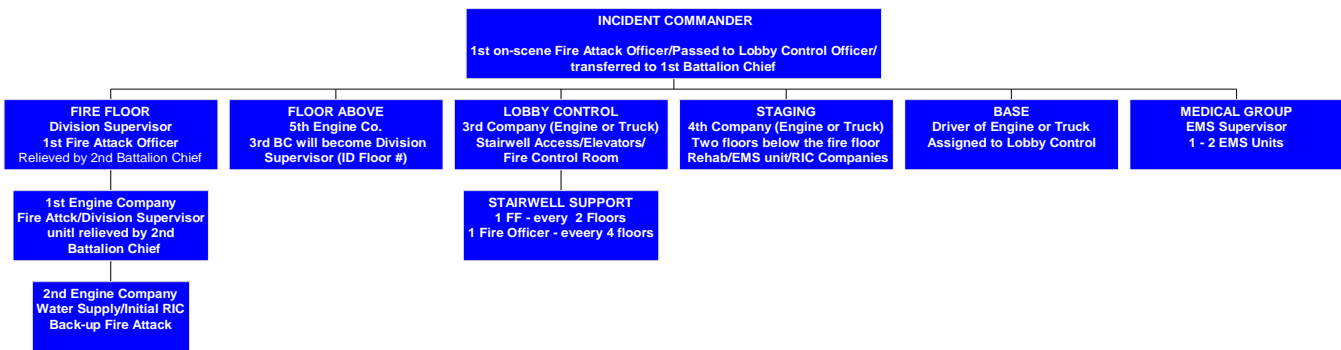 INCIDENT COMMANDER
1st on-scene Fire Attack Officer/Passed to Lobby Control Officer/
transferred to 1st Battalion Chief
FIRE FLOOR
Division Supervisor
1st Fire Attack Officer
Relieved by 2nd Battalion Chief
FLOOR ABOVE
5th Engine Co.
3rd BC will become Division
Supervisor (ID Floor #)
LOBBY CONTROL
3rd Company (Engine or Truck)
Stairwell Access/Elevators/
Fire Control Room
STAGING
4th Company (Engine or Truck)
Two floors below the fire floor
Rehab/EMS unit/RIC Companies
BASE
Driver of Engine or Truck
Assigned to Lobby Control
MEDICAL GROUP
EMS Supervisor
1 - 2 EMS Units
1st Engine Company
Fire Attck/Division Supervisor
unitl relieved by 2nd
Battalion Chief
STAIRWELL SUPPORT
1 FF - every 2 Floors
1 Fire Officer - eveery 4 floors
2nd Engine Company
Water Supply/Initial RIC
Back-up Fire Attack